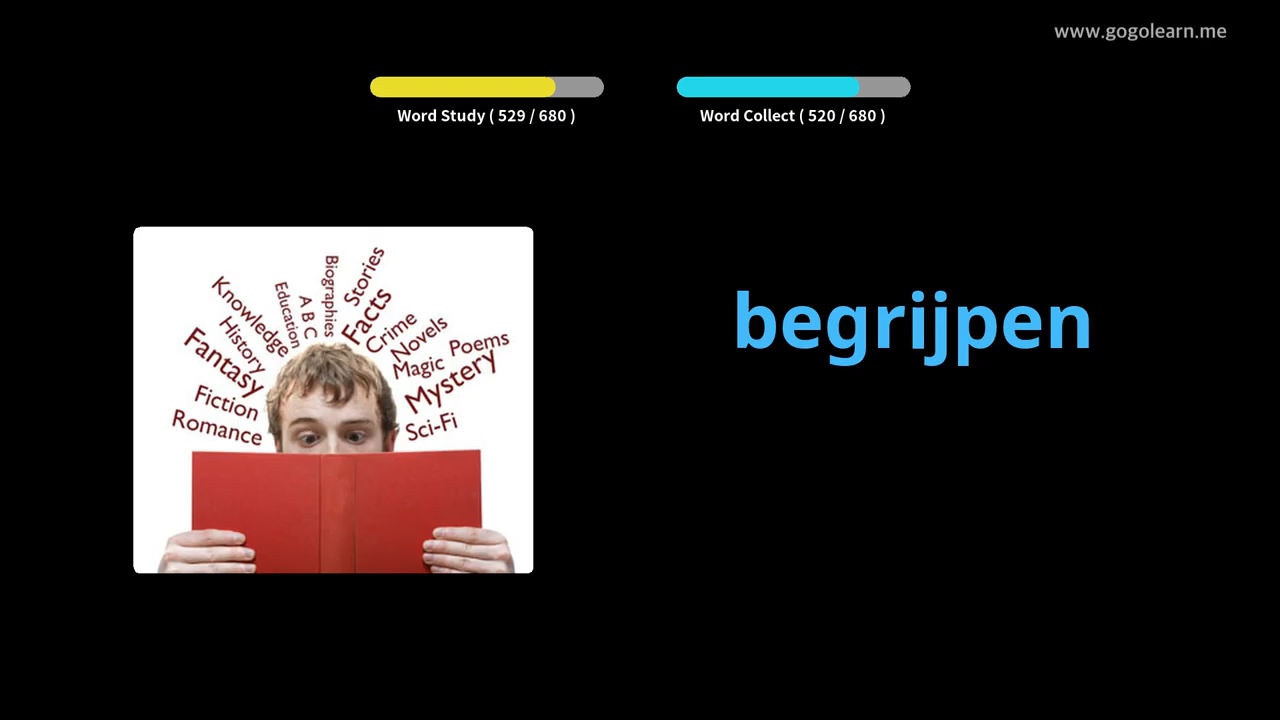 www.gogolearn.me
Word Study ( 529 / 680 )
Word Collect ( 520 / 680 )
begrijpen
Biographies
Stories
Knowledge
Education
A B C
Facts
History
Crime
Novels
Fantasy
Magic
Poems
Mystery
Fiction
Romance
Sci-Fi